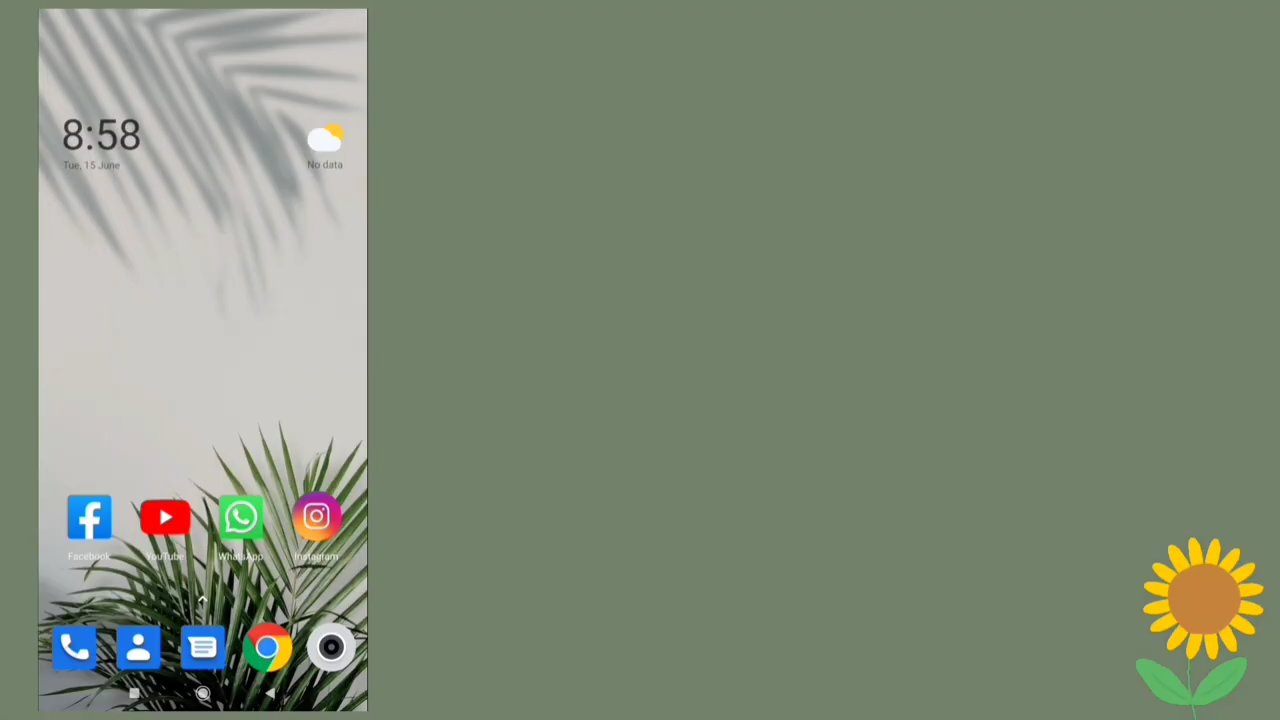 8:58
Tue, 15 June
No data
Facebook
YouTube
WhatsApp
Instagram